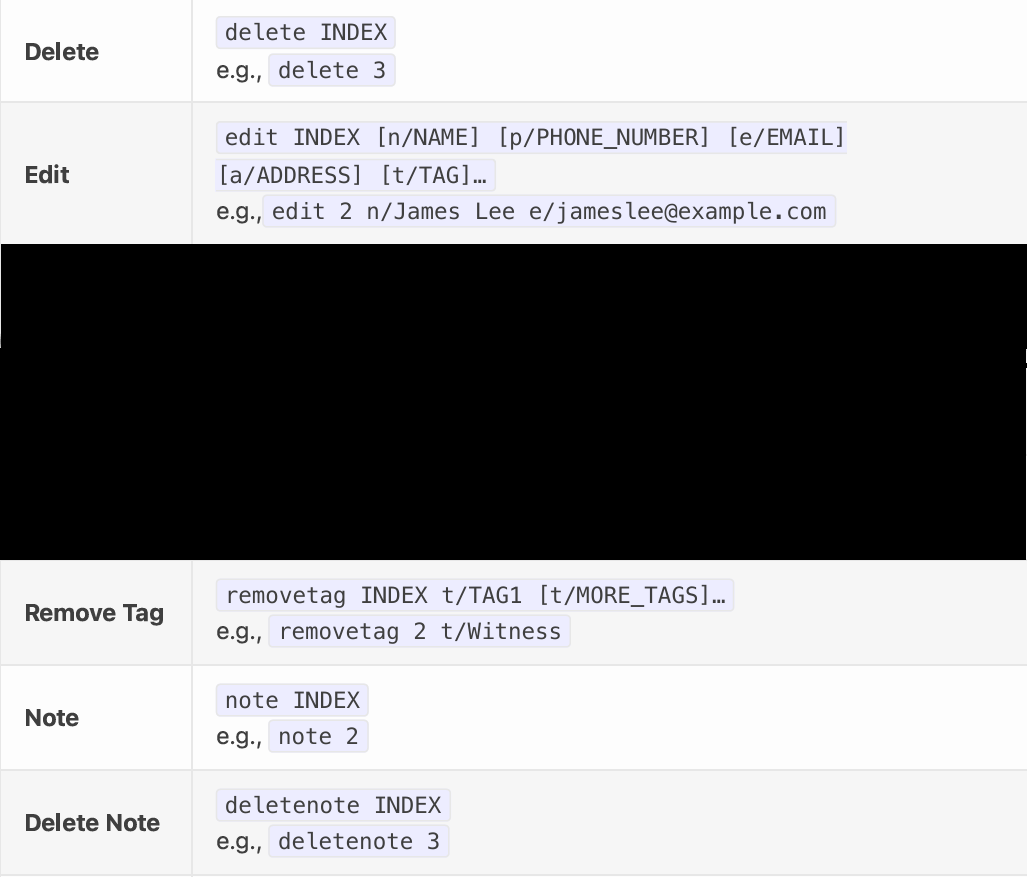 Delete
delete INDEX
e.g., delete 3
Edit
edit INDEX [n/NAME] [p/PHONE_NUMBER] [e/EMAIL]
[a/ADDRESS] [t/TAG]…
e.g., edit 2 n/James Lee e/jameslee@example.com
Remove Tag
removetag INDEX t/TAG1 [t/MORE_TAGS]…
e.g., removetag 2 t/Witness
Note
note INDEX
e.g., note 2
Delete Note
deletenote INDEX
e.g., deletenote 3